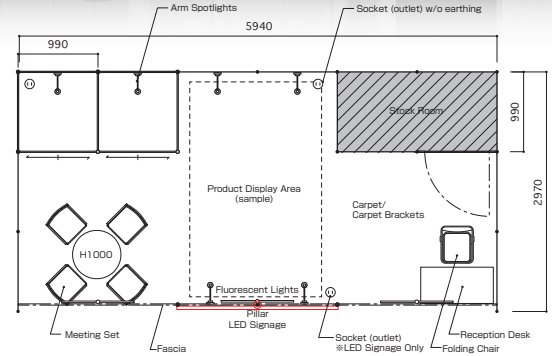 Arm Spotlights
Socket (outlet) w/o earthing
5940
990
Stock Room
990
2970
Product Display Area
(sample)
Carpet/
Carpet Brackets
H1000
Fluorescent Lights
Pillar
LED Signage
Meeting Set
Fascia
Socket (outlet)
※LED Signage Only
Reception Desk
Folding Chair